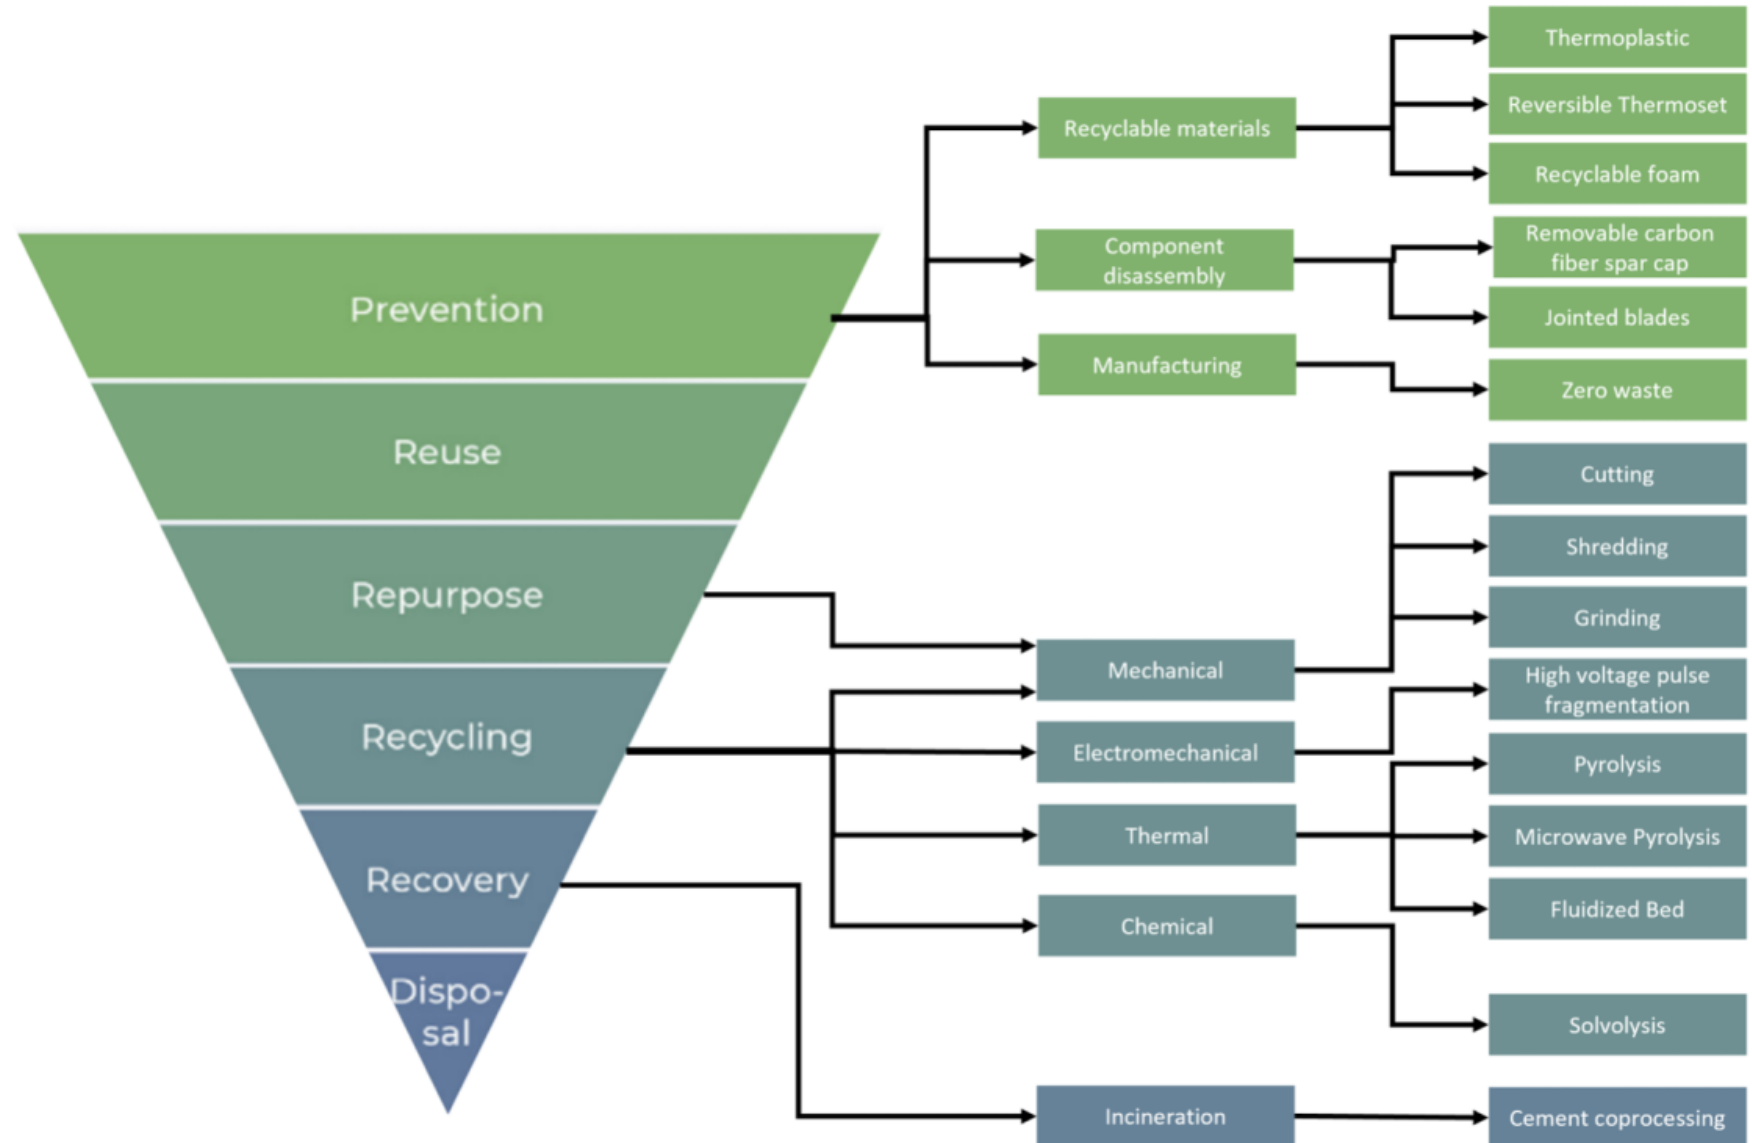 Prevention
Reuse
Repurpose
Recycling
Recovery
Dispo-
sal
Recyclable materials
Component
disassembly
Manufacturing
Mechanical
Electromechanical
Thermal
Chemical
Incineration
Thermoplastic
Reversible Thermoset
Recyclable foam
Removable carbon
fiber spar cap
Jointed blades
Zero waste
Cutting
Shredding
Grinding
High voltage pulse
fragmentation
Pyrolysis
Microwave Pyrolysis
Fluidized Bed
Solvolysis
Cement coprocessing